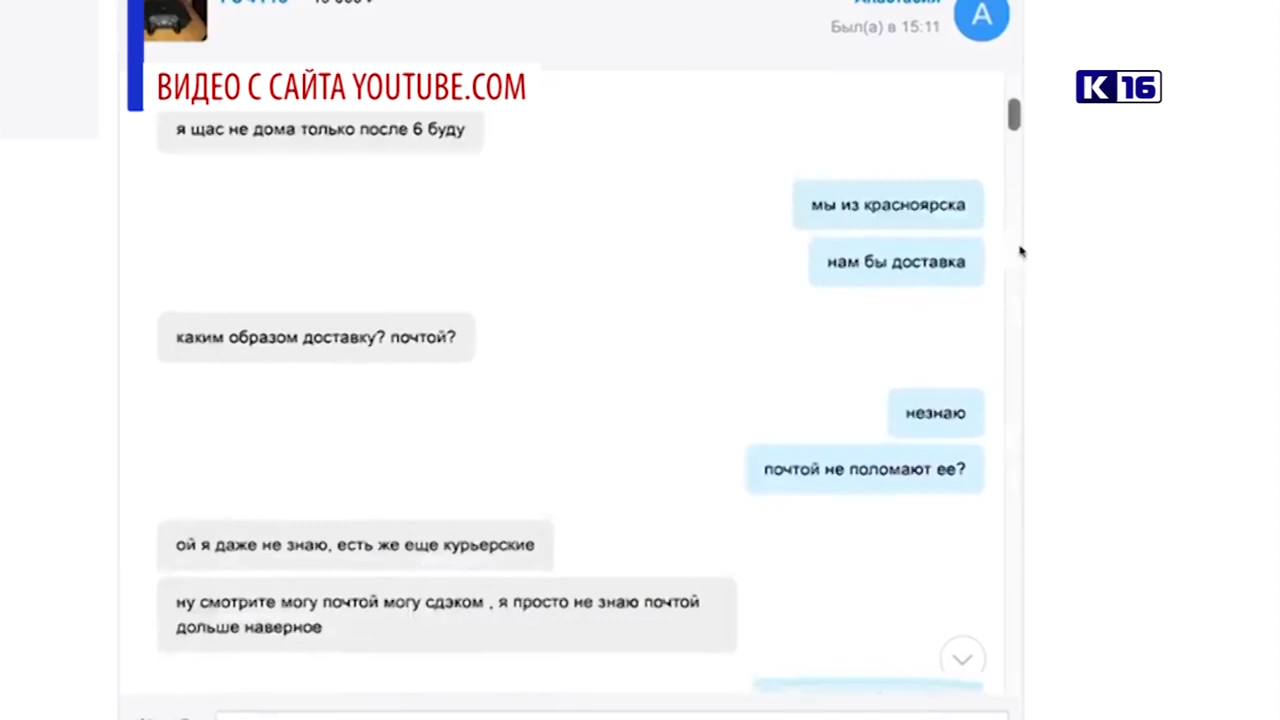 Был(а) в 15:11
А
ВИДЕО С САЙТА YOUTUBE.COM
К 16
я щас не дома только после 6 буду
мы из красноярска
нам бы доставка
каким образом доставку? почтой?
незнаю
почтой не поломают ее?
ой я даже не знаю, есть же еще курьерские
ну смотрите могу почтой могу сдэком , я просто не знаю почтой
дольше наверное